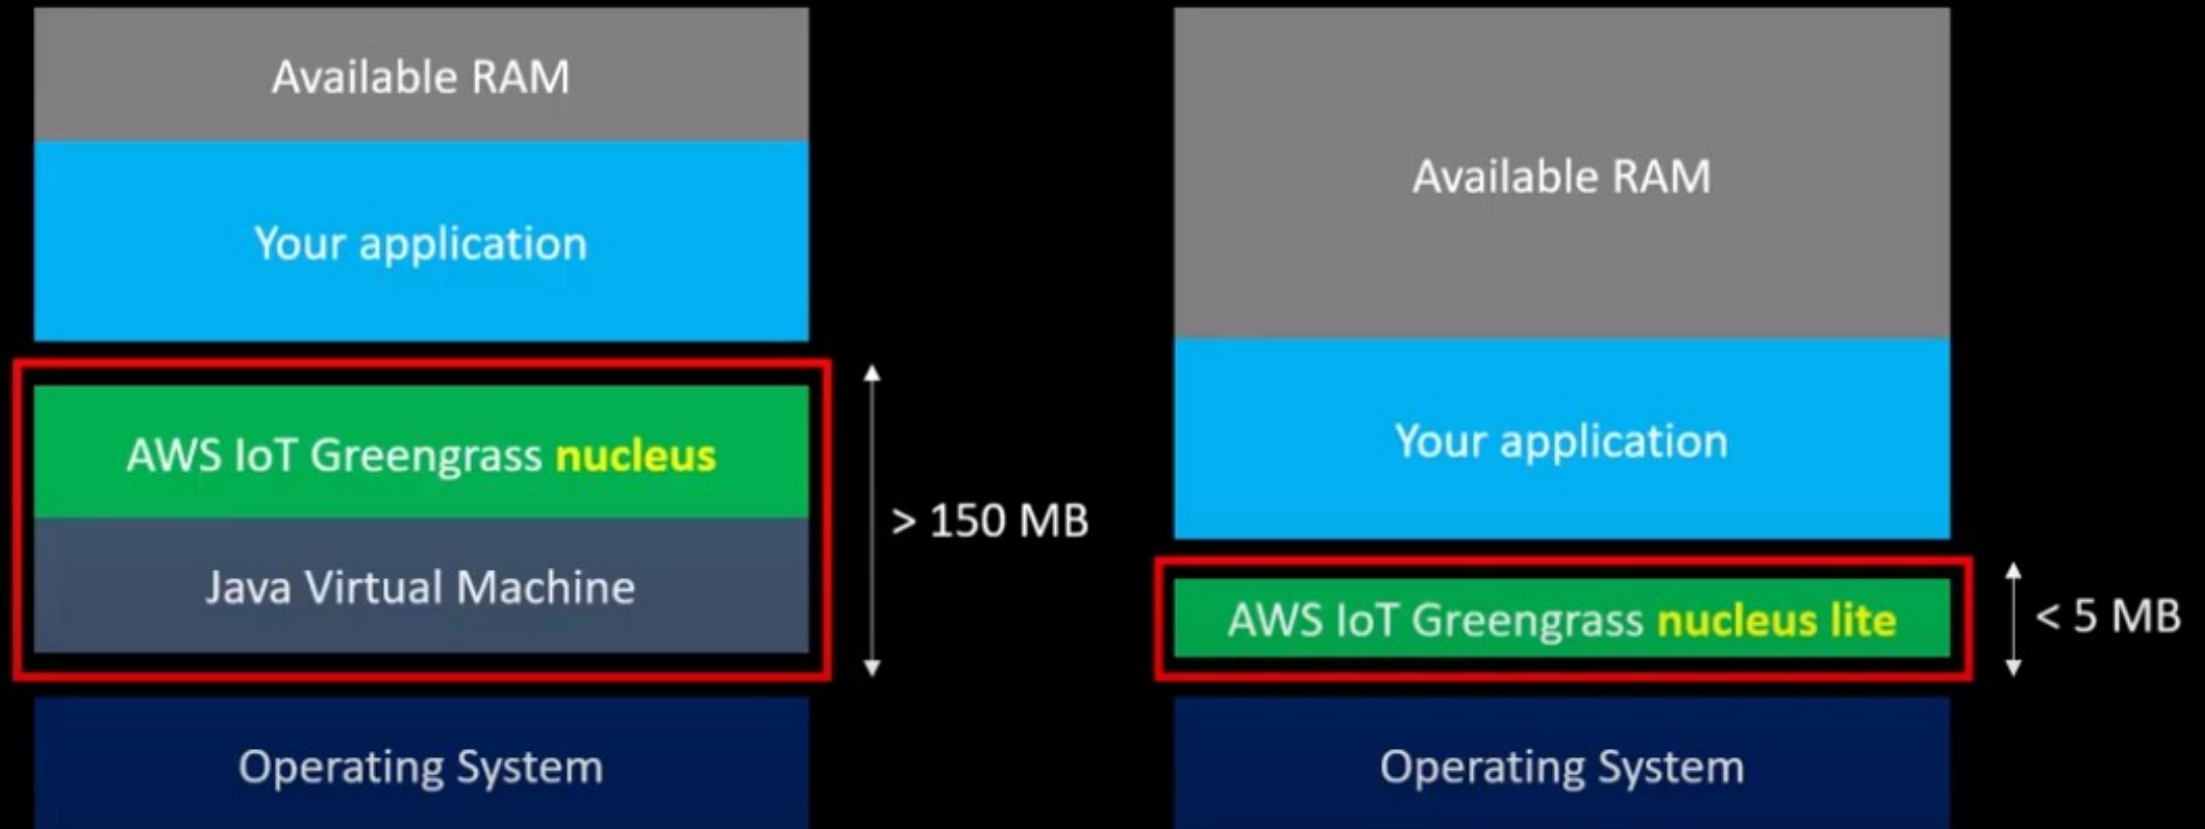 Available RAM
Your application
AWS IoT Greengrass nucleus
Java Virtual Machine
> 150 MB
Operating System
Available RAM
Your application
AWS IoT Greengrass nucleus lite
< 5 MB
Operating System